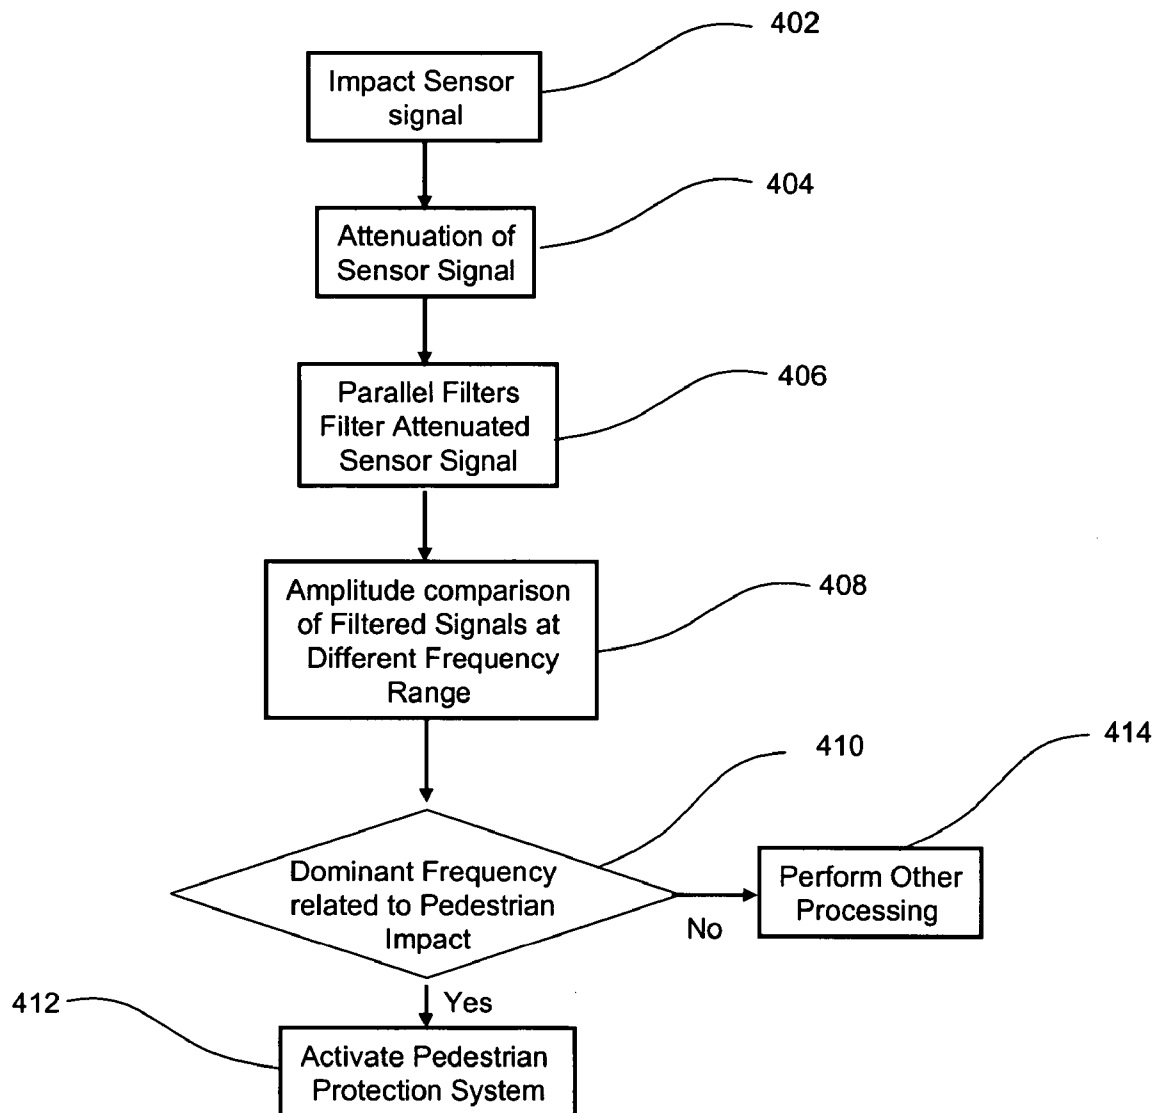 402
Impact Sensor
signal
404
Attenuation of
Sensor Signal
406
Parallel Filters
Filter Attenuated
Sensor Signal
408
Amplitude comparison
of Filtered Signals at
Different Frequency
Range
410
414
Dominant Frequency
related to Pedestrian
Impact
Perform Other
Processing
No
412
Yes
Activate Pedestrian
Protection System